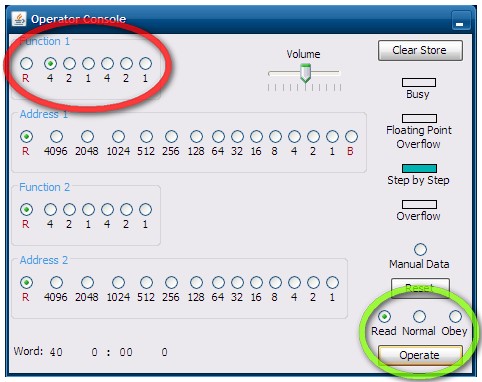 Operator Console
Function 1
R 4 2 1 4 2 1
Volume
Clear Store
Busy
Address 1
R 4096 2048 1024 512 256 128 64 32 16 8 4 2 1 B
Floating Point
Overflow
Function 2
R 4 2 1 4 2 1
Step by Step
Overflow
Address 2
R 4096 2048 1024 512 256 128 64 32 16 8 4 2 1
Manual Data
Reset
Read Normal Obey
Word: 40 0 : 00 0
Operate